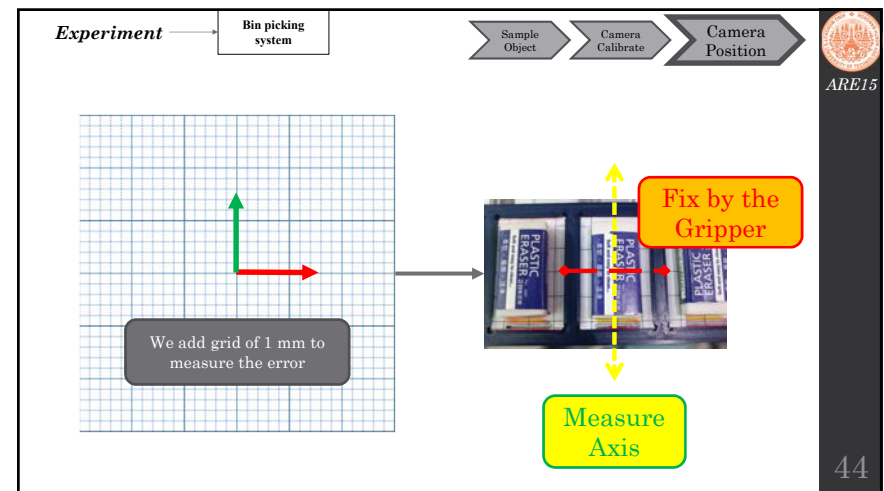 Experiment
Bin picking
system
Sample
Object
Camera
Calibrate
Camera
Position
ARE15
We add grid of 1 mm to
measure the error
Fix by the
Gripper
PLASTIC
ERASER
PLASTIC
ERASER
PLASTIC
ERASER
Measure
Axis
44